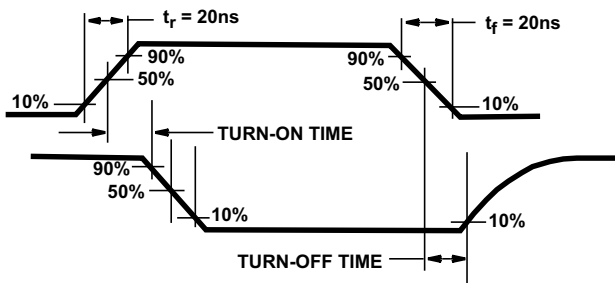 tr = 20ns
tf = 20ns
90%
90%
50%
50%
10%
10%
TURN-ON TIME
90%
50%
10%
10%
TURN-OFF TIME